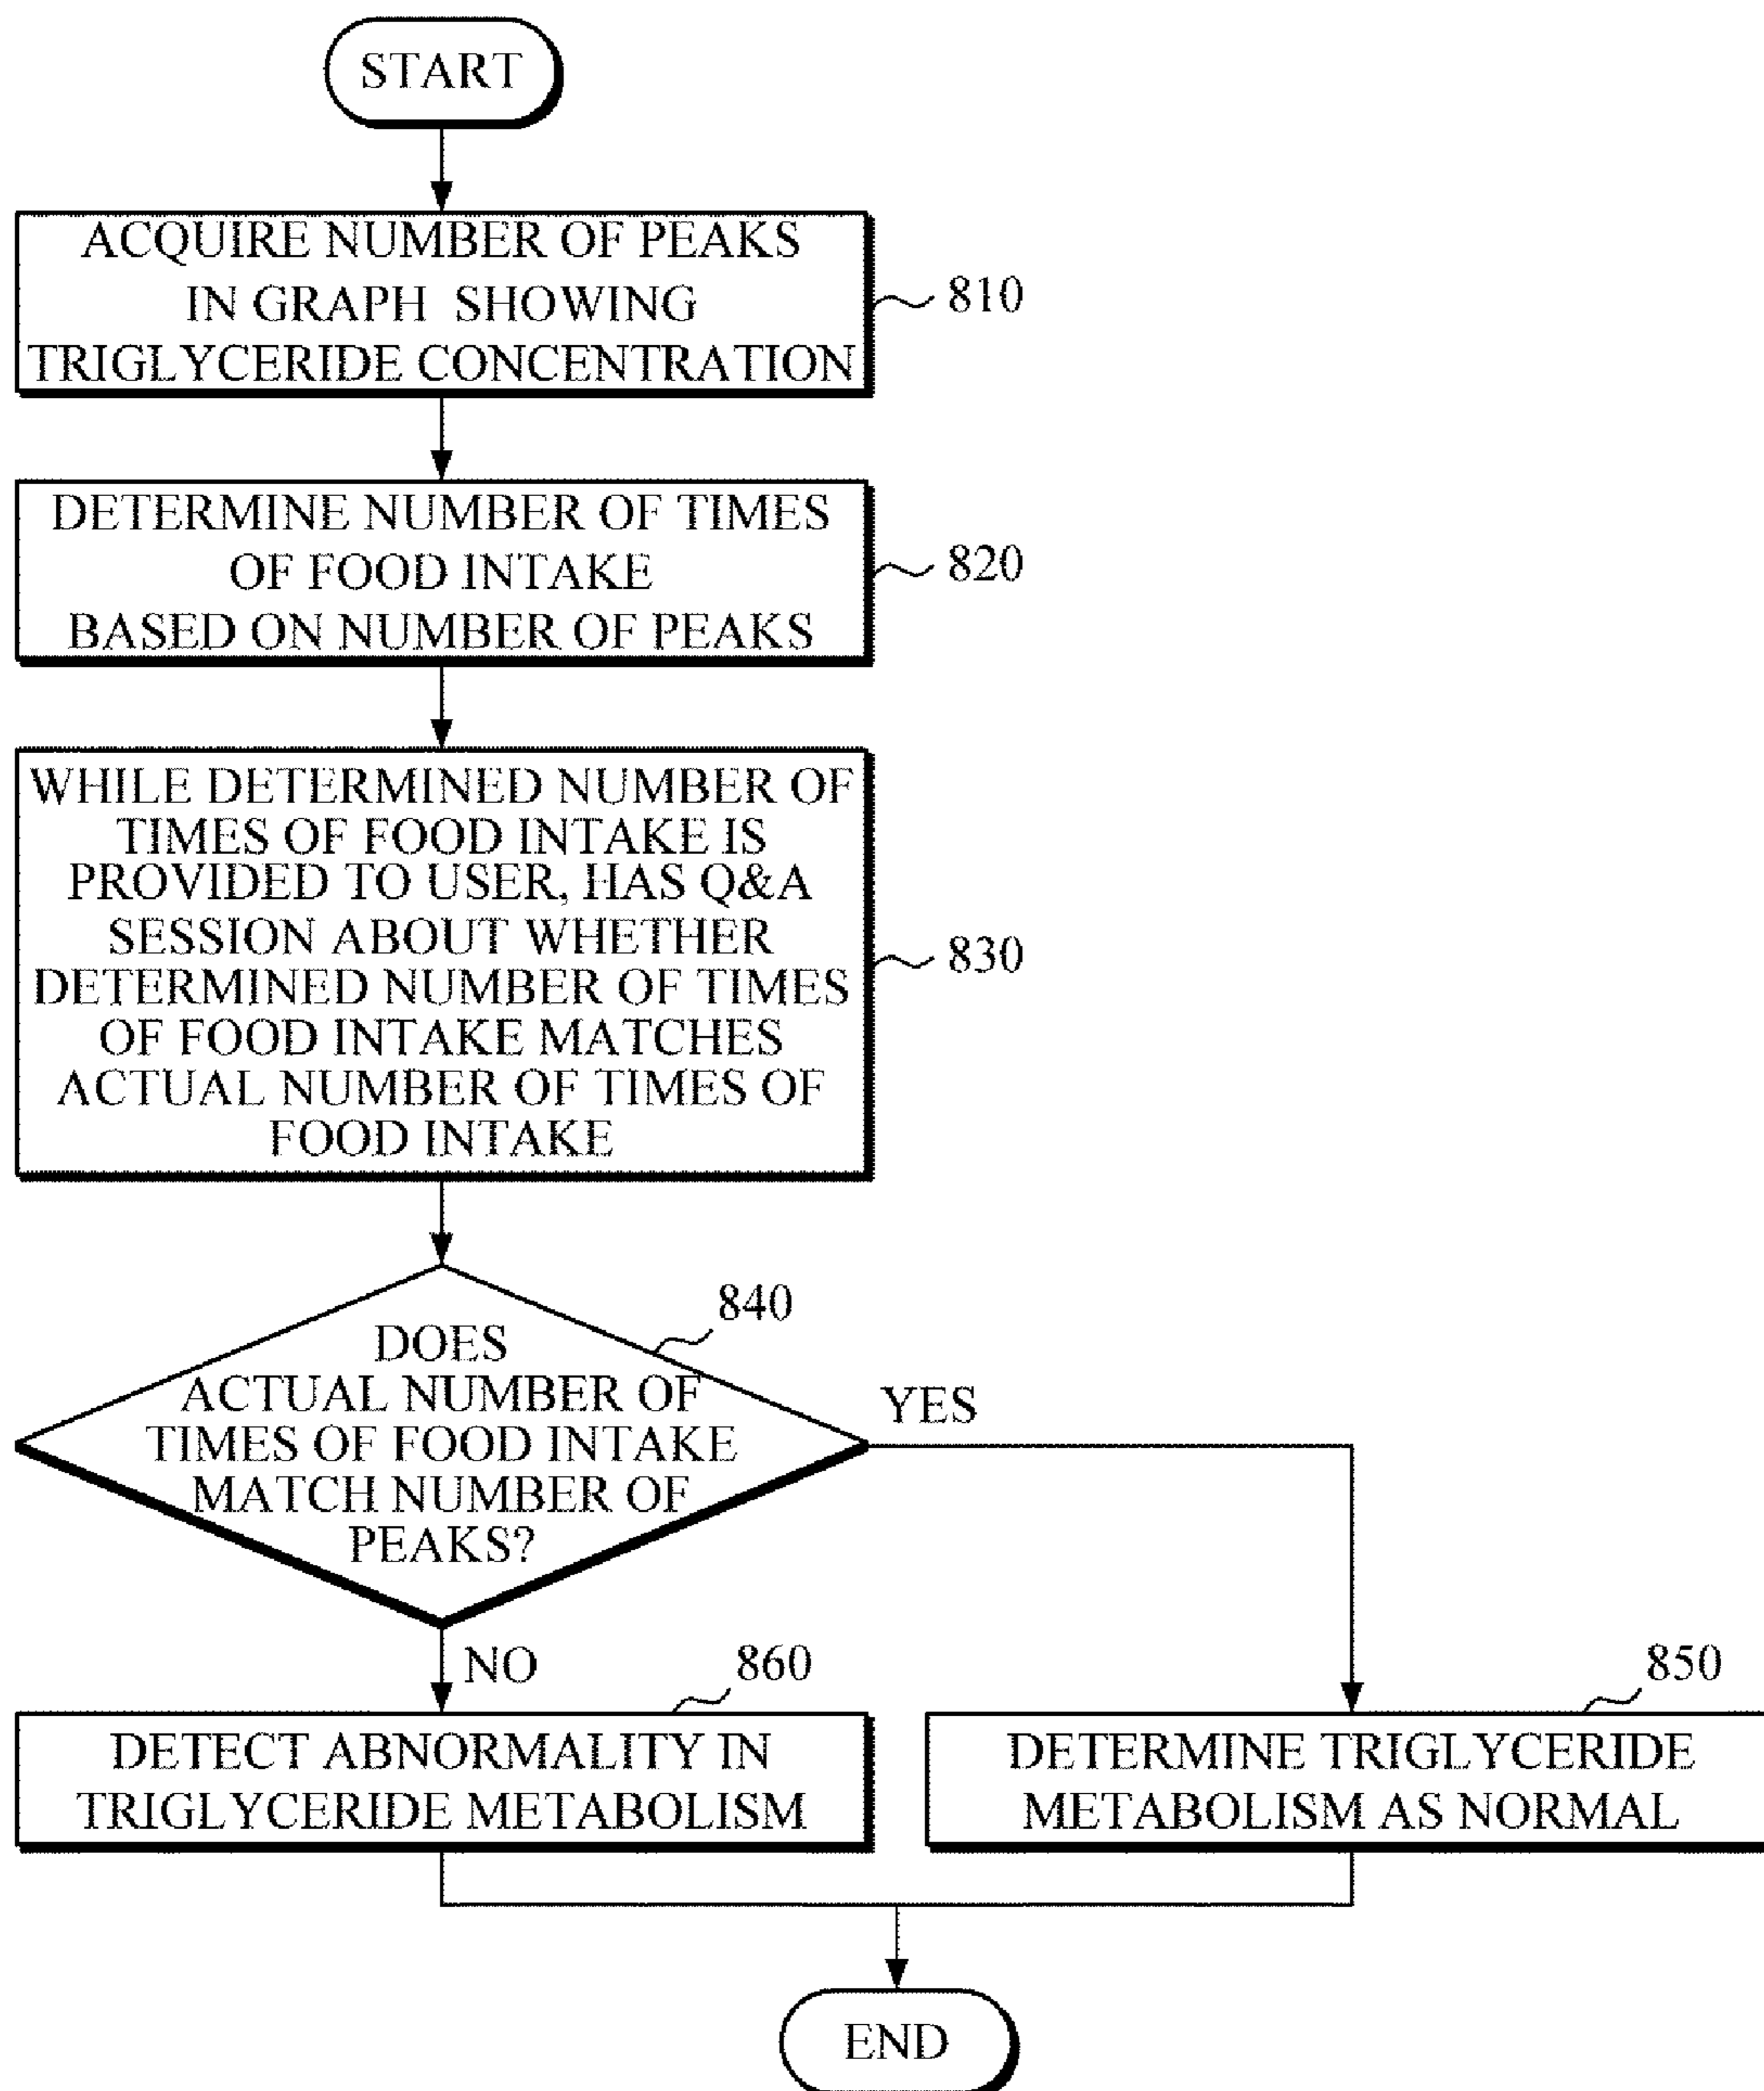 START
ACQUIRE NUMBER OF PEAKS
IN GRAPH SHOWING
TRIGLYCERIDE CONCENTRATION
810
DETERMINE NUMBER OF TIMES
OF FOOD INTAKE
BASED ON NUMBER OF PEAKS
820
WHILE DETERMINED NUMBER OF
TIMES OF FOOD INTAKE IS
PROVIDED TO USER, HAS Q&A
SESSION ABOUT WHETHER
DETERMINED NUMBER OF TIMES
OF FOOD INTAKE MATCHES
ACTUAL NUMBER OF TIMES OF
FOOD INTAKE
830
840
DOES
ACTUAL NUMBER OF
TIMES OF FOOD INTAKE
MATCH NUMBER OF
PEAKS?
YES
NO
860
DETECT ABNORMALITY IN
TRIGLYCERIDE METABOLISM
850
DETERMINE TRIGLYCERIDE
METABOLISM AS NORMAL
END